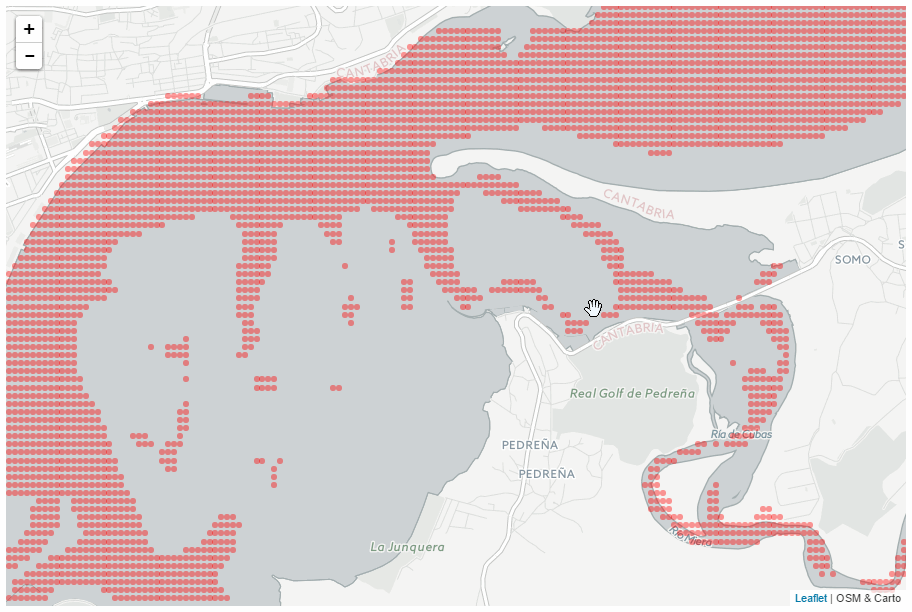 +
−
CANTABRIA
CANTABRIA
SOMO
S
CANTABRIA
Real Golf de Pedreña
Ría de Cubas
PEDREÑA
PEDREÑA
Río Miera
La Junquera
Leaflet | OSM & Carto